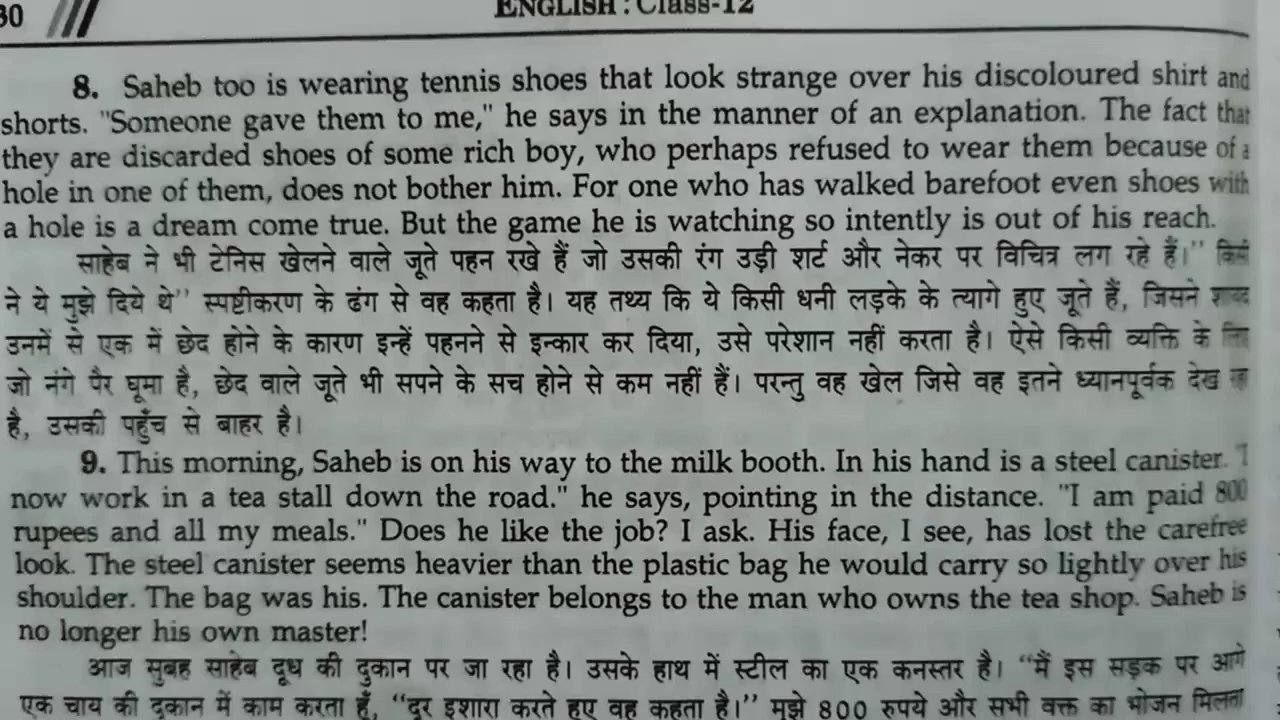 30 ENGLISH : Class-12
8. Saheb too is wearing tennis shoes that look strange over his discoloured shirt and
shorts. "Someone gave them to me," he says in the manner of an explanation. The fact that
they are discarded shoes of some rich boy, who perhaps refused to wear them because of a
hole in one of them, does not bother him. For one who has walked barefoot even shoes with
a hole is a dream come true. But the game he is watching so intently is out of his reach.
साहेब ने भी टेनिस खेलने वाले जूते पहन रखे हैं जो उसकी रंग उड़ी शर्ट और नेकर पर विचित्र लग रहे हैं।" किसी
ने ये मुझे दिये थे" स्पष्टीकरण के ढंग से वह कहता है। यह तथ्य कि ये किसी धनी लड़के के त्यागे हुए जूते हैं, जिसने शायद
उनमें से एक में छेद होने के कारण इन्हें पहनने से इन्कार कर दिया, उसे परेशान नहीं करता है। ऐसे किसी व्यक्ति के लिए
जो नंगे पैर घूमा है, छेद वाले जूते भी सपने के सच होने से कम नहीं हैं। परन्तु वह खेल जिसे वह इतने ध्यानपूर्वक देख रहा
है, उसकी पहुँच से बाहर है।
9. This morning, Saheb is on his way to the milk booth. In his hand is a steel canister. "I
now work in a tea stall down the road." he says, pointing in the distance. "I am paid 800
rupees and all my meals." Does he like the job? I ask. His face, I see, has lost the carefree
look. The steel canister seems heavier than the plastic bag he would carry so lightly over his
shoulder. The bag was his. The canister belongs to the man who owns the tea shop. Saheb is
no longer his own master!
आज सुबह साहेब दूध की दुकान पर जा रहा है। उसके हाथ में स्टील का एक कनस्तर है। "मैं इस सड़क पर आगे
एक चाय की दुकान में काम करता हूँ, "दूर इशारा करते हुए वह कहता है।" मुझे 800 रुपये और सभी वक्त का भोजन मिलता